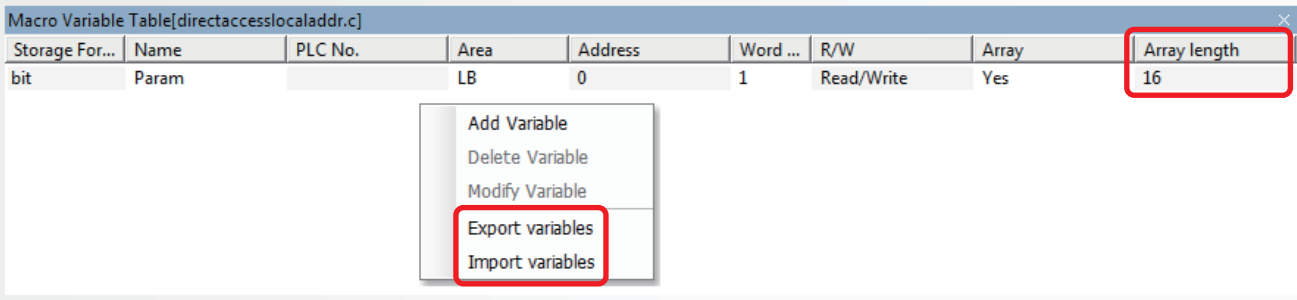 Macro Variable Table[directaccesslocaladdr.c]
Storage For... Name PLC No. Area Address Word ... R/W Array Array length
bit Param LB 0 1 Read/Write Yes 16
Add Variable
Delete Variable
Modify Variable
Export variables
Import variables